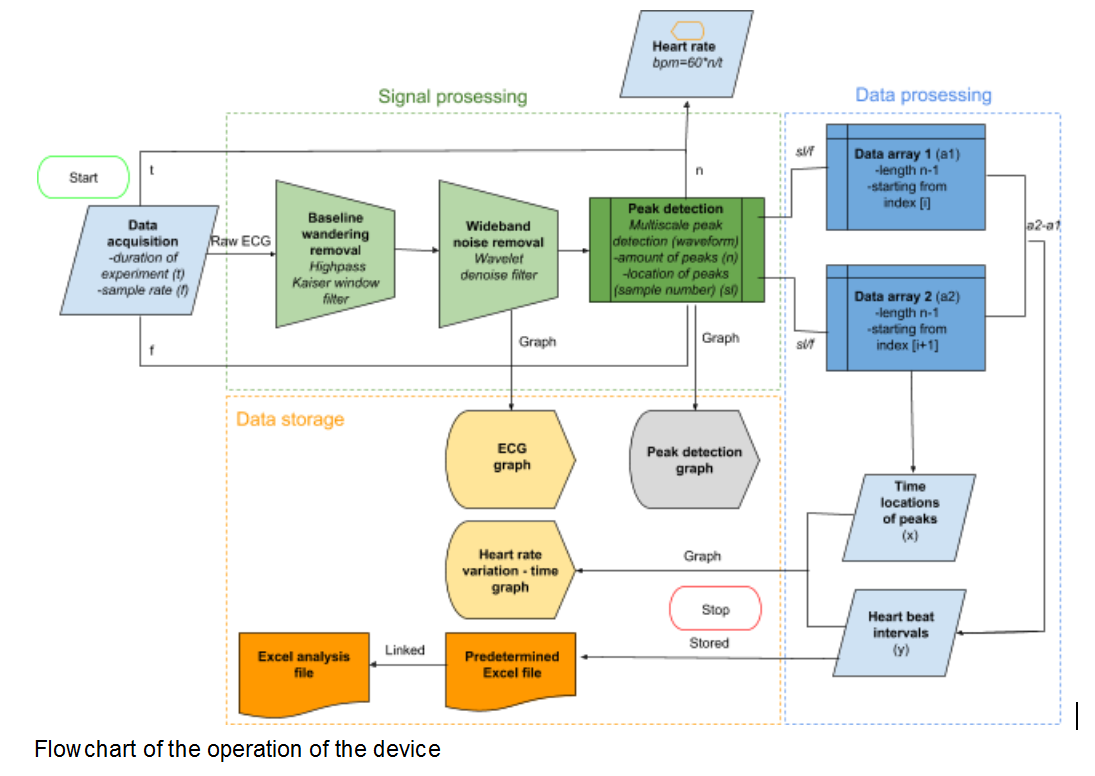 Heart rate
bpm=60*n/t
Signal prosessing
Data prosessing
Start
t
n
sl/f
Data array 1 (a1)
-length n-1
-starting from
index [i]
Data
acquisition
-duration of
experiment (t)
-sample rate (f)
Raw ECG
Baseline
wandering
removal
Highpass
Kaiser window
filter
Wideband
noise removal
Wavelet
denoise filter
Peak detection
Multiscale peak
detection (waveform)
-amount of peaks (n)
-location of peaks
(sample number) (sl)
a2-a1
Data array 2 (a2)
-length n-1
-starting from
index [i+1]
sl/f
f
Graph
Graph
Data storage
ECG
graph
Peak detection
graph
Time
locations
of peaks
(x)
Heart rate
variation - time
graph
Graph
Stop
Heart beat
intervals
(y)
Stored
Excel analysis
file
Linked
Predetermined
Excel file
Flowchart of the operation of the device